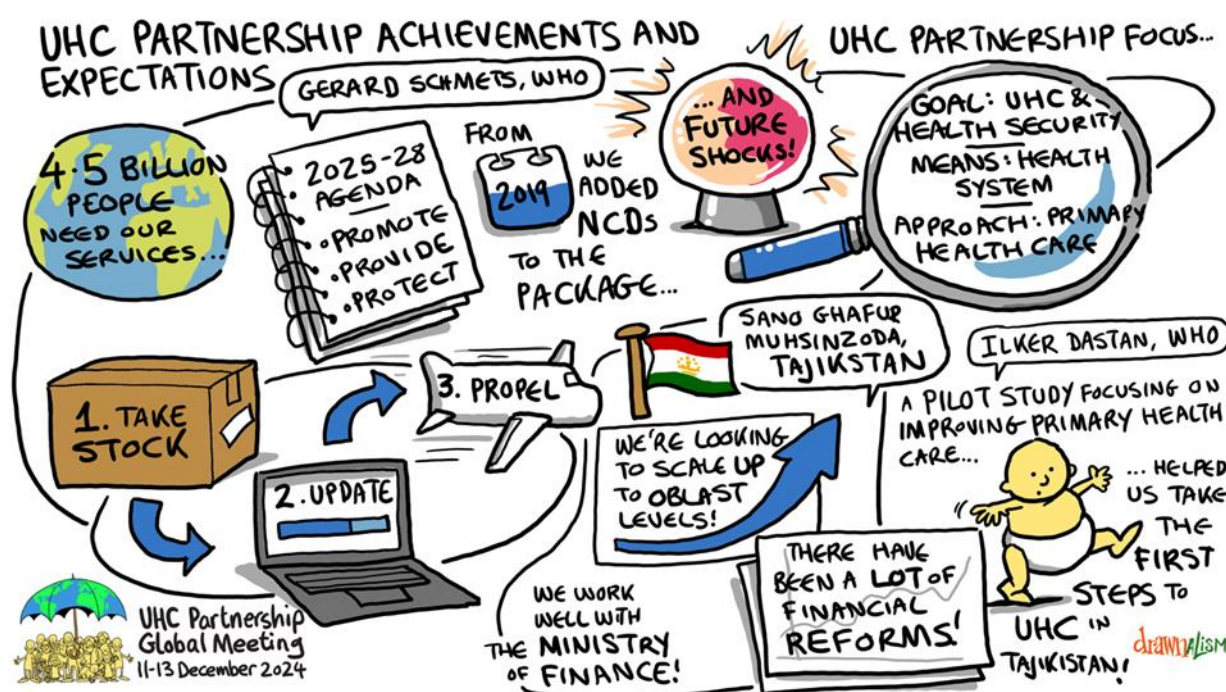 UHC PARTNERSHIP ACHIEVEMENTS AND
EXPECTATIONS
GERARD SCHMETS, WHO
4.5 BILLION
PEOPLE
NEED OUR
SERVICES...
2025-28
AGENDA
• PROMOTE
• PROVIDE
• PROTECT
FROM
2019
WE
ADDED
NCDs
TO THE
PACKAGE...
... AND
FUTURE
SHOCKS!
UHC PARTNERSHIP FOCUS...
GOAL: UHC &
HEALTH SECURITY
MEANS: HEALTH
SYSTEM
APPROACH: PRIMARY
HEALTH CARE
1. TAKE
STOCK
2. UPDATE
3. PROPEL
SANO GHAFUR
MUHSINZODA,
TAJIKSTAN
WE'RE LOOKING
TO SCALE UP
TO OBLAST
LEVELS!
WE WORK
WELL WITH
THE MINISTRY
OF FINANCE!
THERE HAVE
BEEN A LOT OF
FINANCIAL
REFORMS!
ILKER DASTAN, WHO
A PILOT STUDY FOCUSING ON
IMPROVING PRIMARY HEALTH
CARE...
... HELPED
US TAKE
THE
FIRST
STEPS TO
UHC IN
TAJIKISTAN!
UHC Partnership
Global Meeting
11-13 December 2024
drawnalism